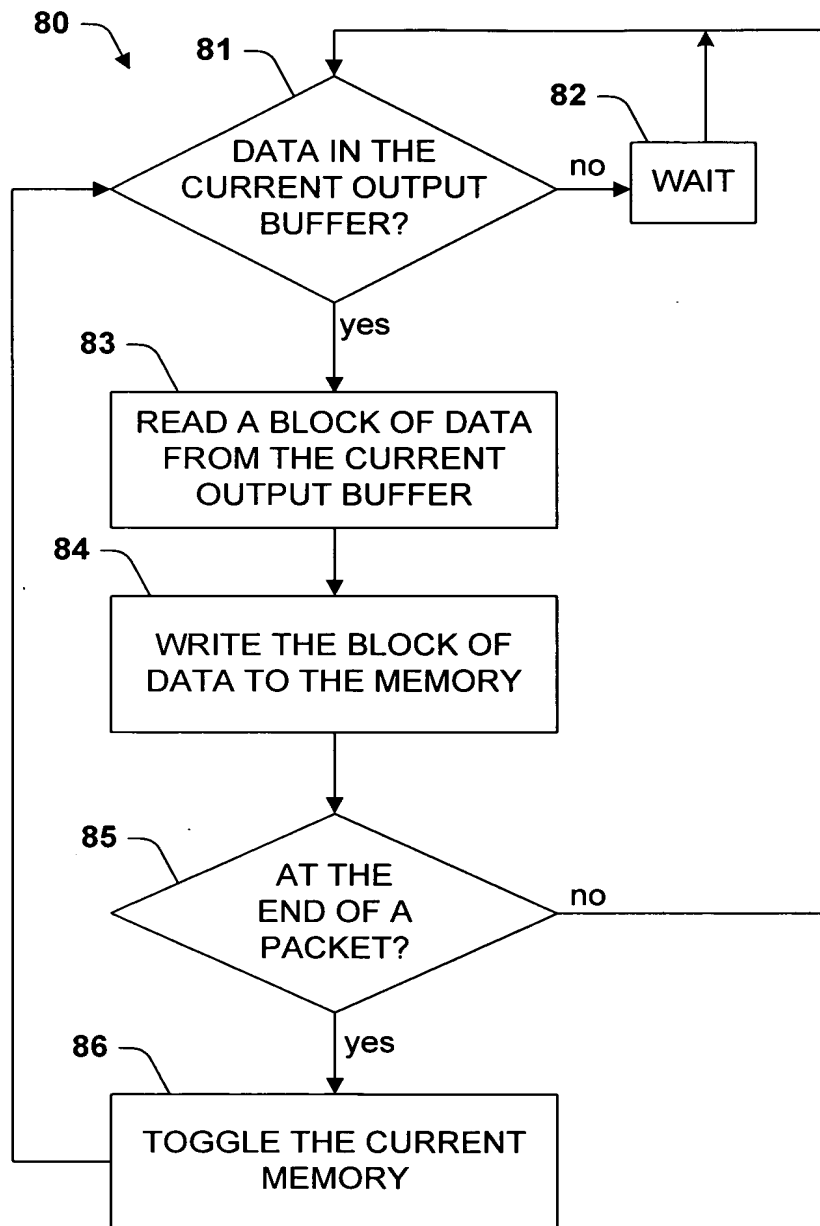 80
81
82
DATA IN THE
CURRENT OUTPUT
BUFFER?
no
WAIT
yes
83
READ A BLOCK OF DATA
FROM THE CURRENT
OUTPUT BUFFER
84
WRITE THE BLOCK OF
DATA TO THE MEMORY
85
AT THE
END OF A
PACKET?
no
yes
86
TOGGLE THE CURRENT
MEMORY